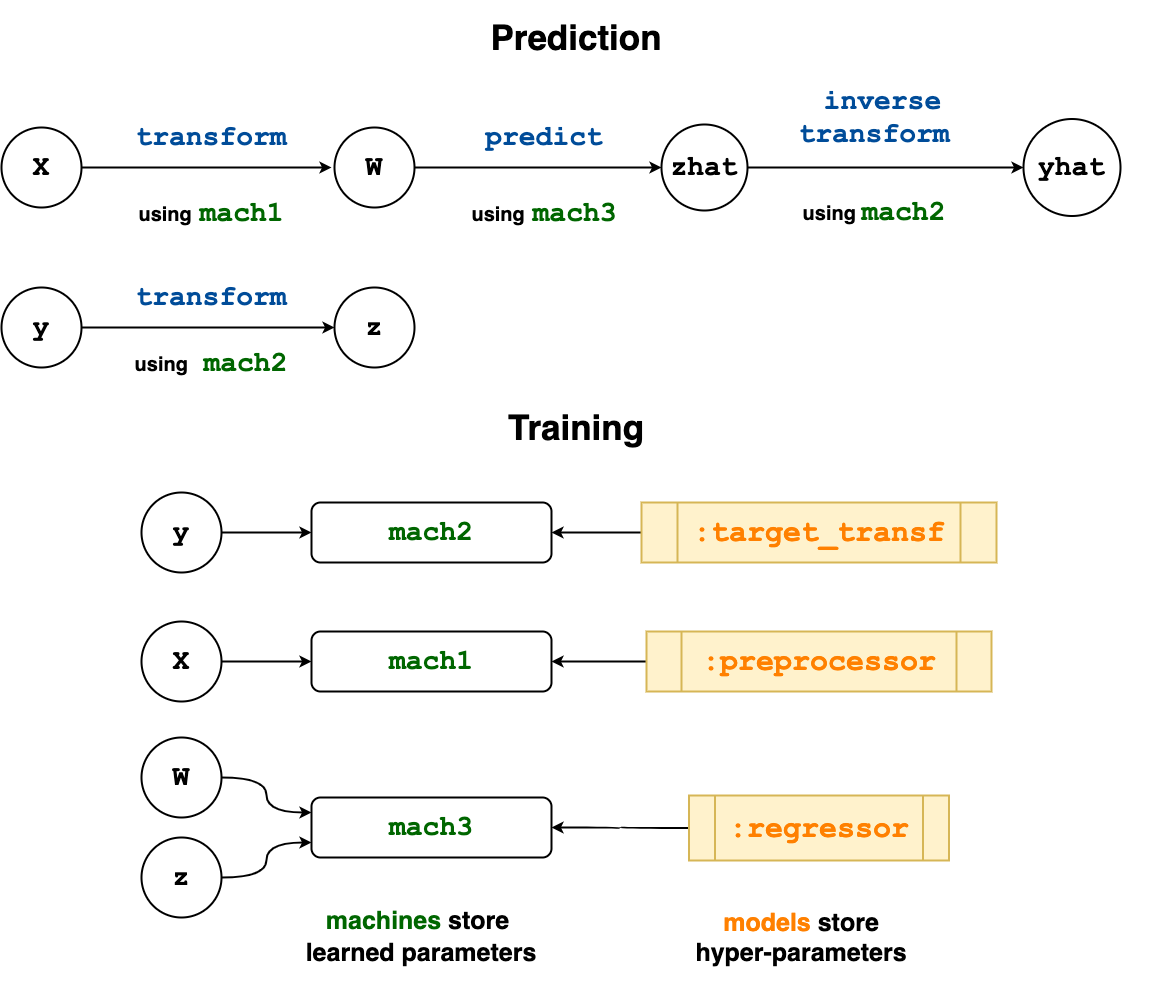 Prediction
inverse
transform predict transform
X W zhat yhat
using mach1 using mach3 using mach2
transform
y z
using mach2
Training
y mach2 :target_transf
X mach1 :preprocessor
W
mach3 :regressor
z
machines store models store
learned parameters hyper-parameters